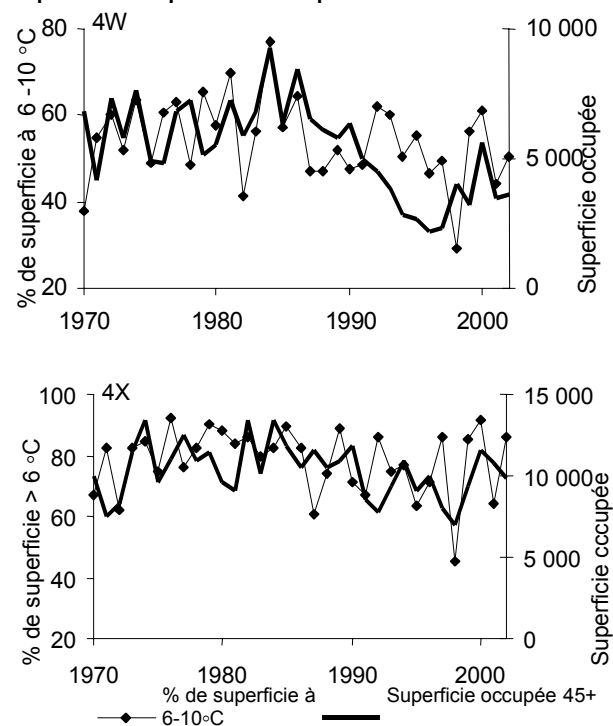 4W
80
60
40
20
% de superficie à 6 -10 °C
10 000
5 000
0
Superficie occupée
1970 1980 1990 2000
4X
100
80
60
40
20
% de superficie > 6 °C
15 000
10 000
5 000
0
Superficie cccupée
1970 1980 1990 2000
% de superficie à
6-10°C
Superficie occupée 45+